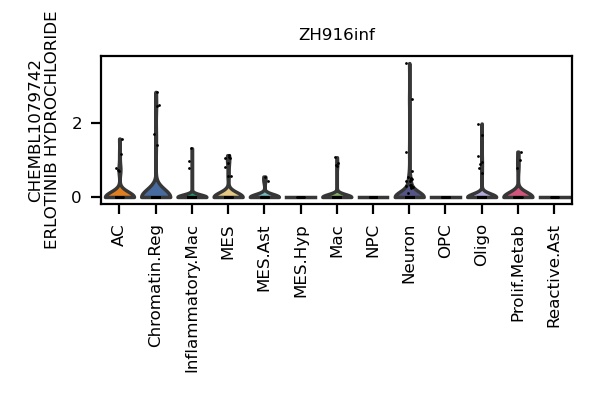 ZH916inf
CHEMBL1079742
ERLOTINIB HYDROCHLORIDE
2
0
AC
Chromatin.Reg
Inflammatory.Mac
MES
MES.Ast
MES.Hyp
Mac
NPC
Neuron
OPC
Oligo
Prolif.Metab
Reactive.Ast